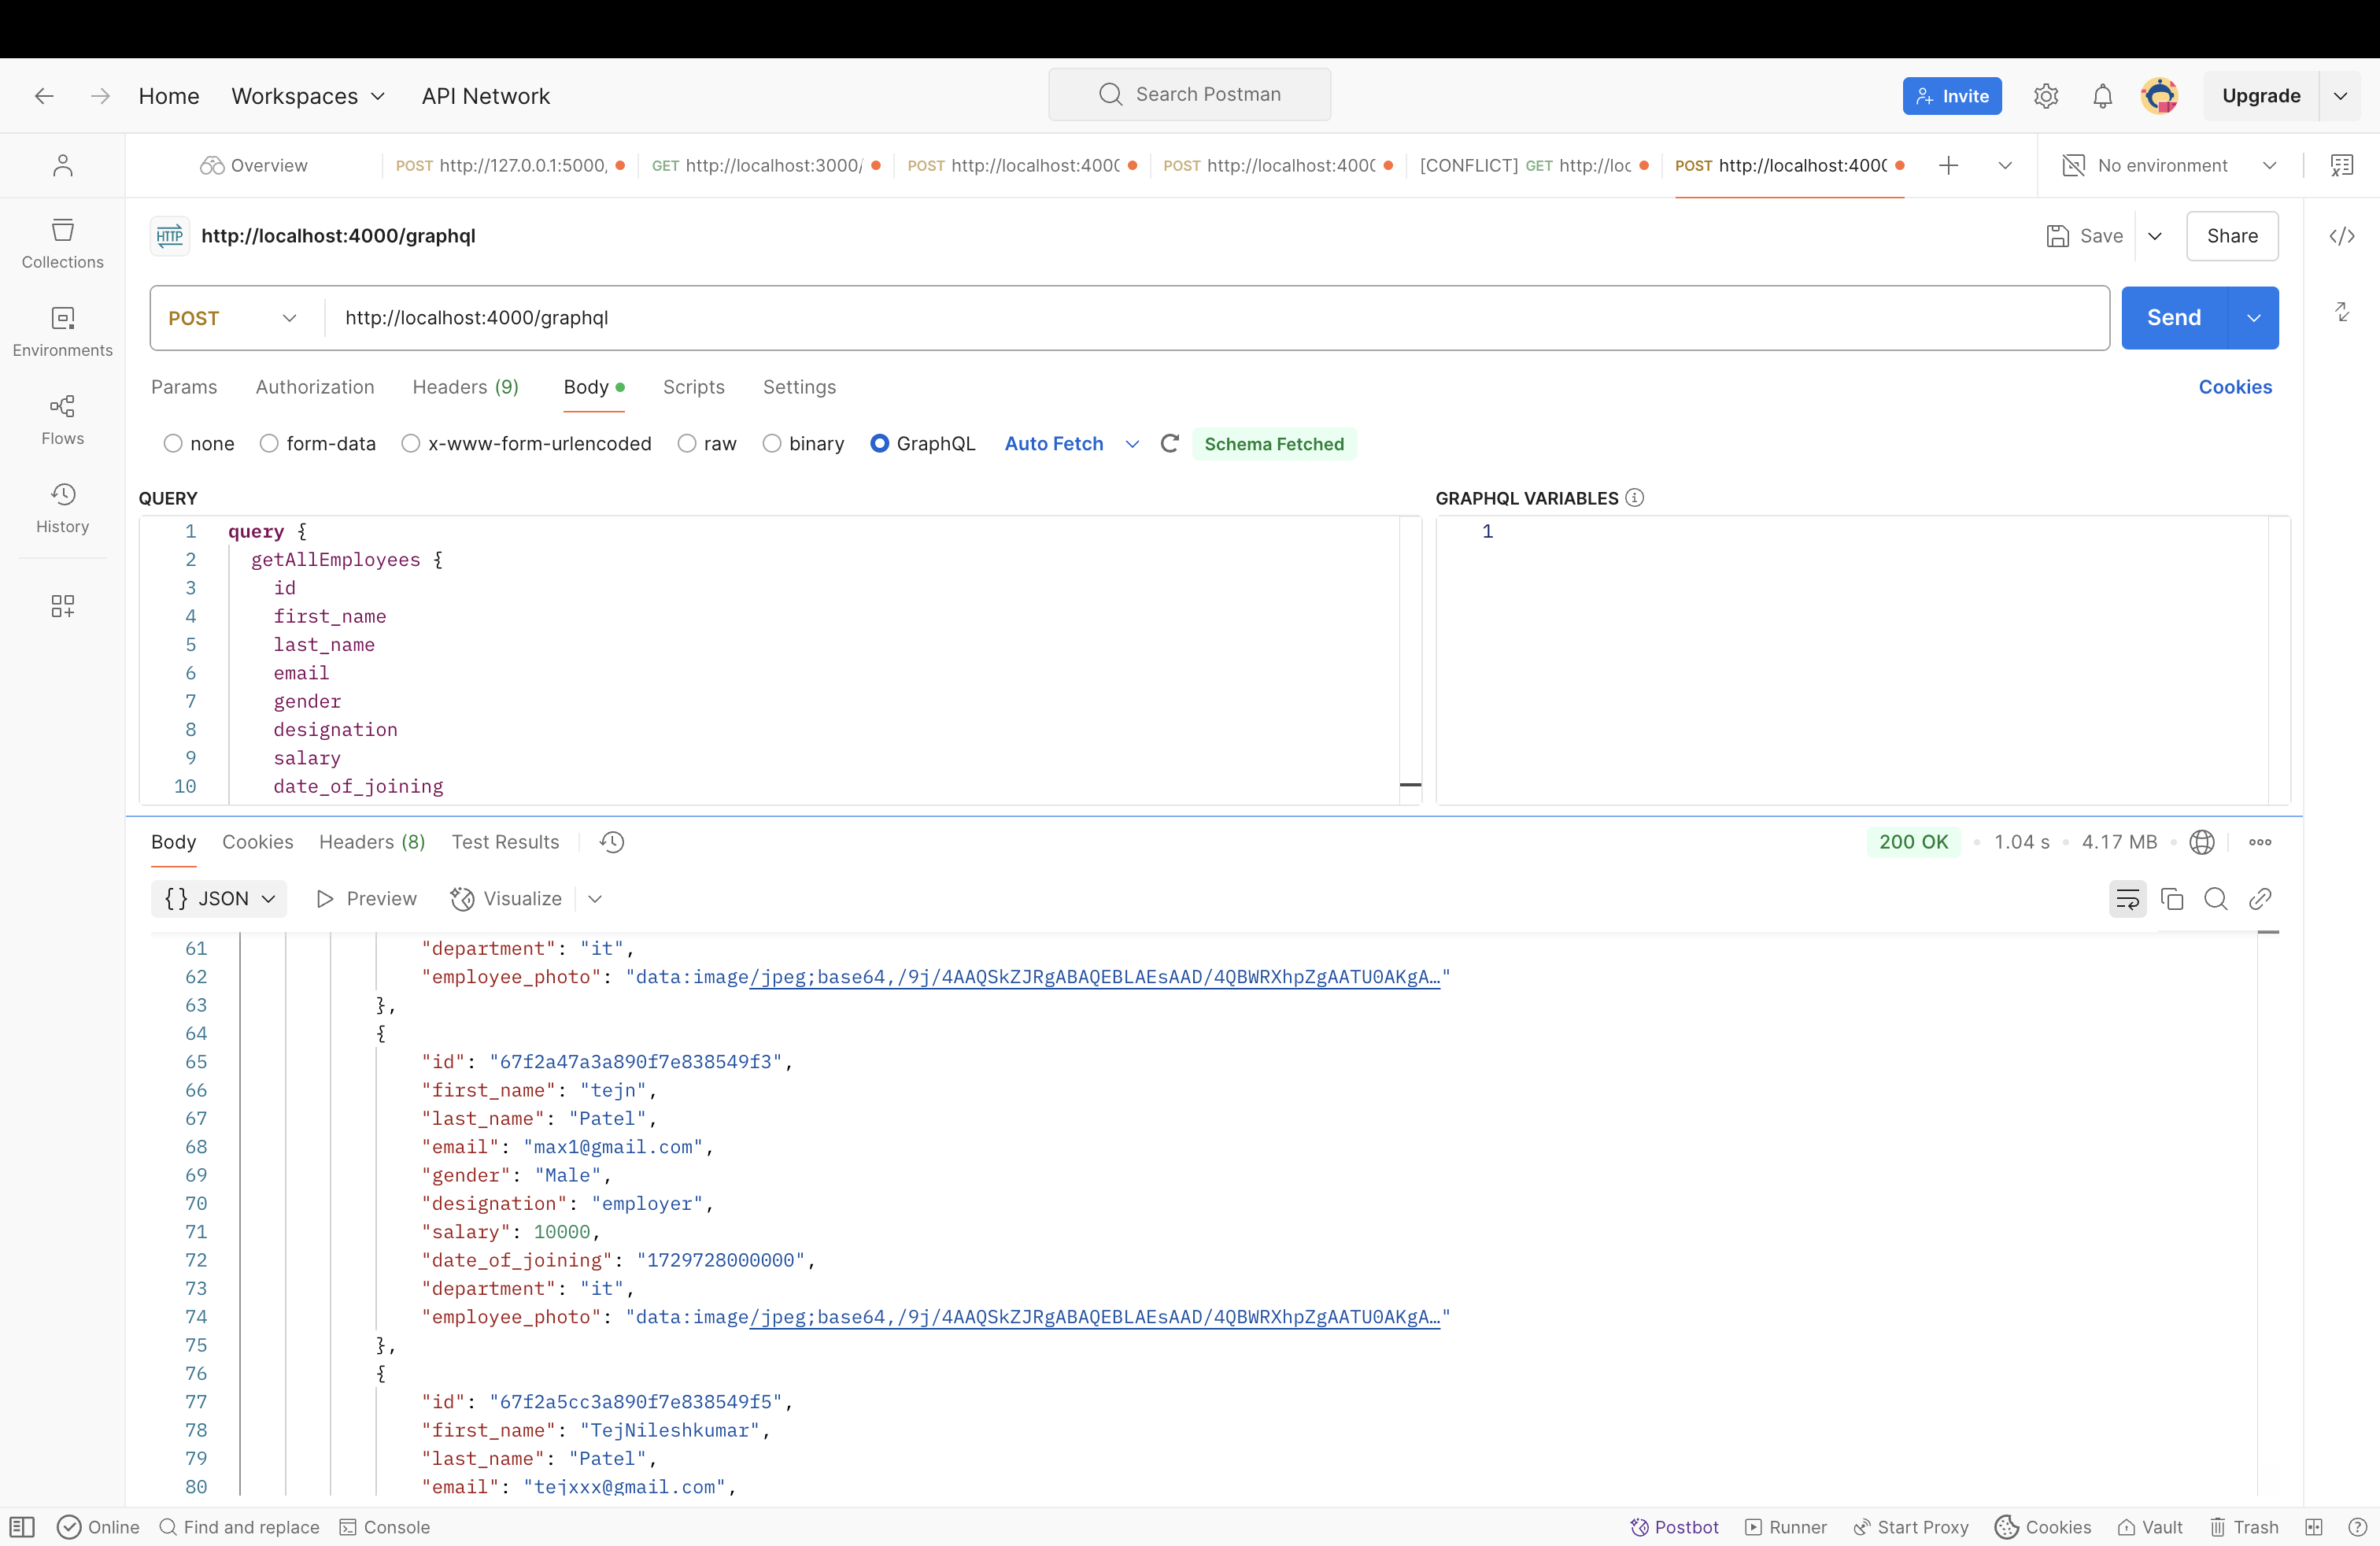 Home Workspaces API Network Search Postman Invite Upgrade
Overview POST http://127.0.0.1:5000, GET http://localhost:3000/ POST http://localhost:400 POST http://localhost:400 [CONFLICT] GET http://loc POST http://localhost:400 No environment
HTTP http://localhost:4000/graphql Save Share
Collections
Environments
Flows
History
POST http://localhost:4000/graphql Send
Params Authorization Headers (9) Body Scripts Settings Cookies
none form-data x-www-form-urlencoded raw binary GraphQL Auto Fetch Schema Fetched
QUERY GRAPHQL VARIABLES
1 query { 1
2 getAllEmployees {
3 id
4 first_name
5 last_name
6 email
7 gender
8 designation
9 salary
10 date_of_joining
Body Cookies Headers (8) Test Results 200 OK 1.04 s 4.17 MB
{} JSON Preview Visualize
61 "department": "it",
62 "employee_photo": "data:image/jpeg;base64,/9j/4AAQSkZJRgABAQEBLAEsAAD/4QBWRXhpZgAATU0AKgA…"
63 },
64 {
65 "id": "67f2a47a3a890f7e838549f3",
66 "first_name": "tejn",
67 "last_name": "Patel",
68 "email": "max1@gmail.com",
69 "gender": "Male",
70 "designation": "employer",
71 "salary": 10000,
72 "date_of_joining": "1729728000000",
73 "department": "it",
74 "employee_photo": "data:image/jpeg;base64,/9j/4AAQSkZJRgABAQEBLAEsAAD/4QBWRXhpZgAATU0AKgA…"
75 },
76 {
77 "id": "67f2a5cc3a890f7e838549f5",
78 "first_name": "TejNileshkumar",
79 "last_name": "Patel",
80 "email": "tejxxx@gmail.com",
Online Find and replace Console Postbot Runner Start Proxy Cookies Vault Trash